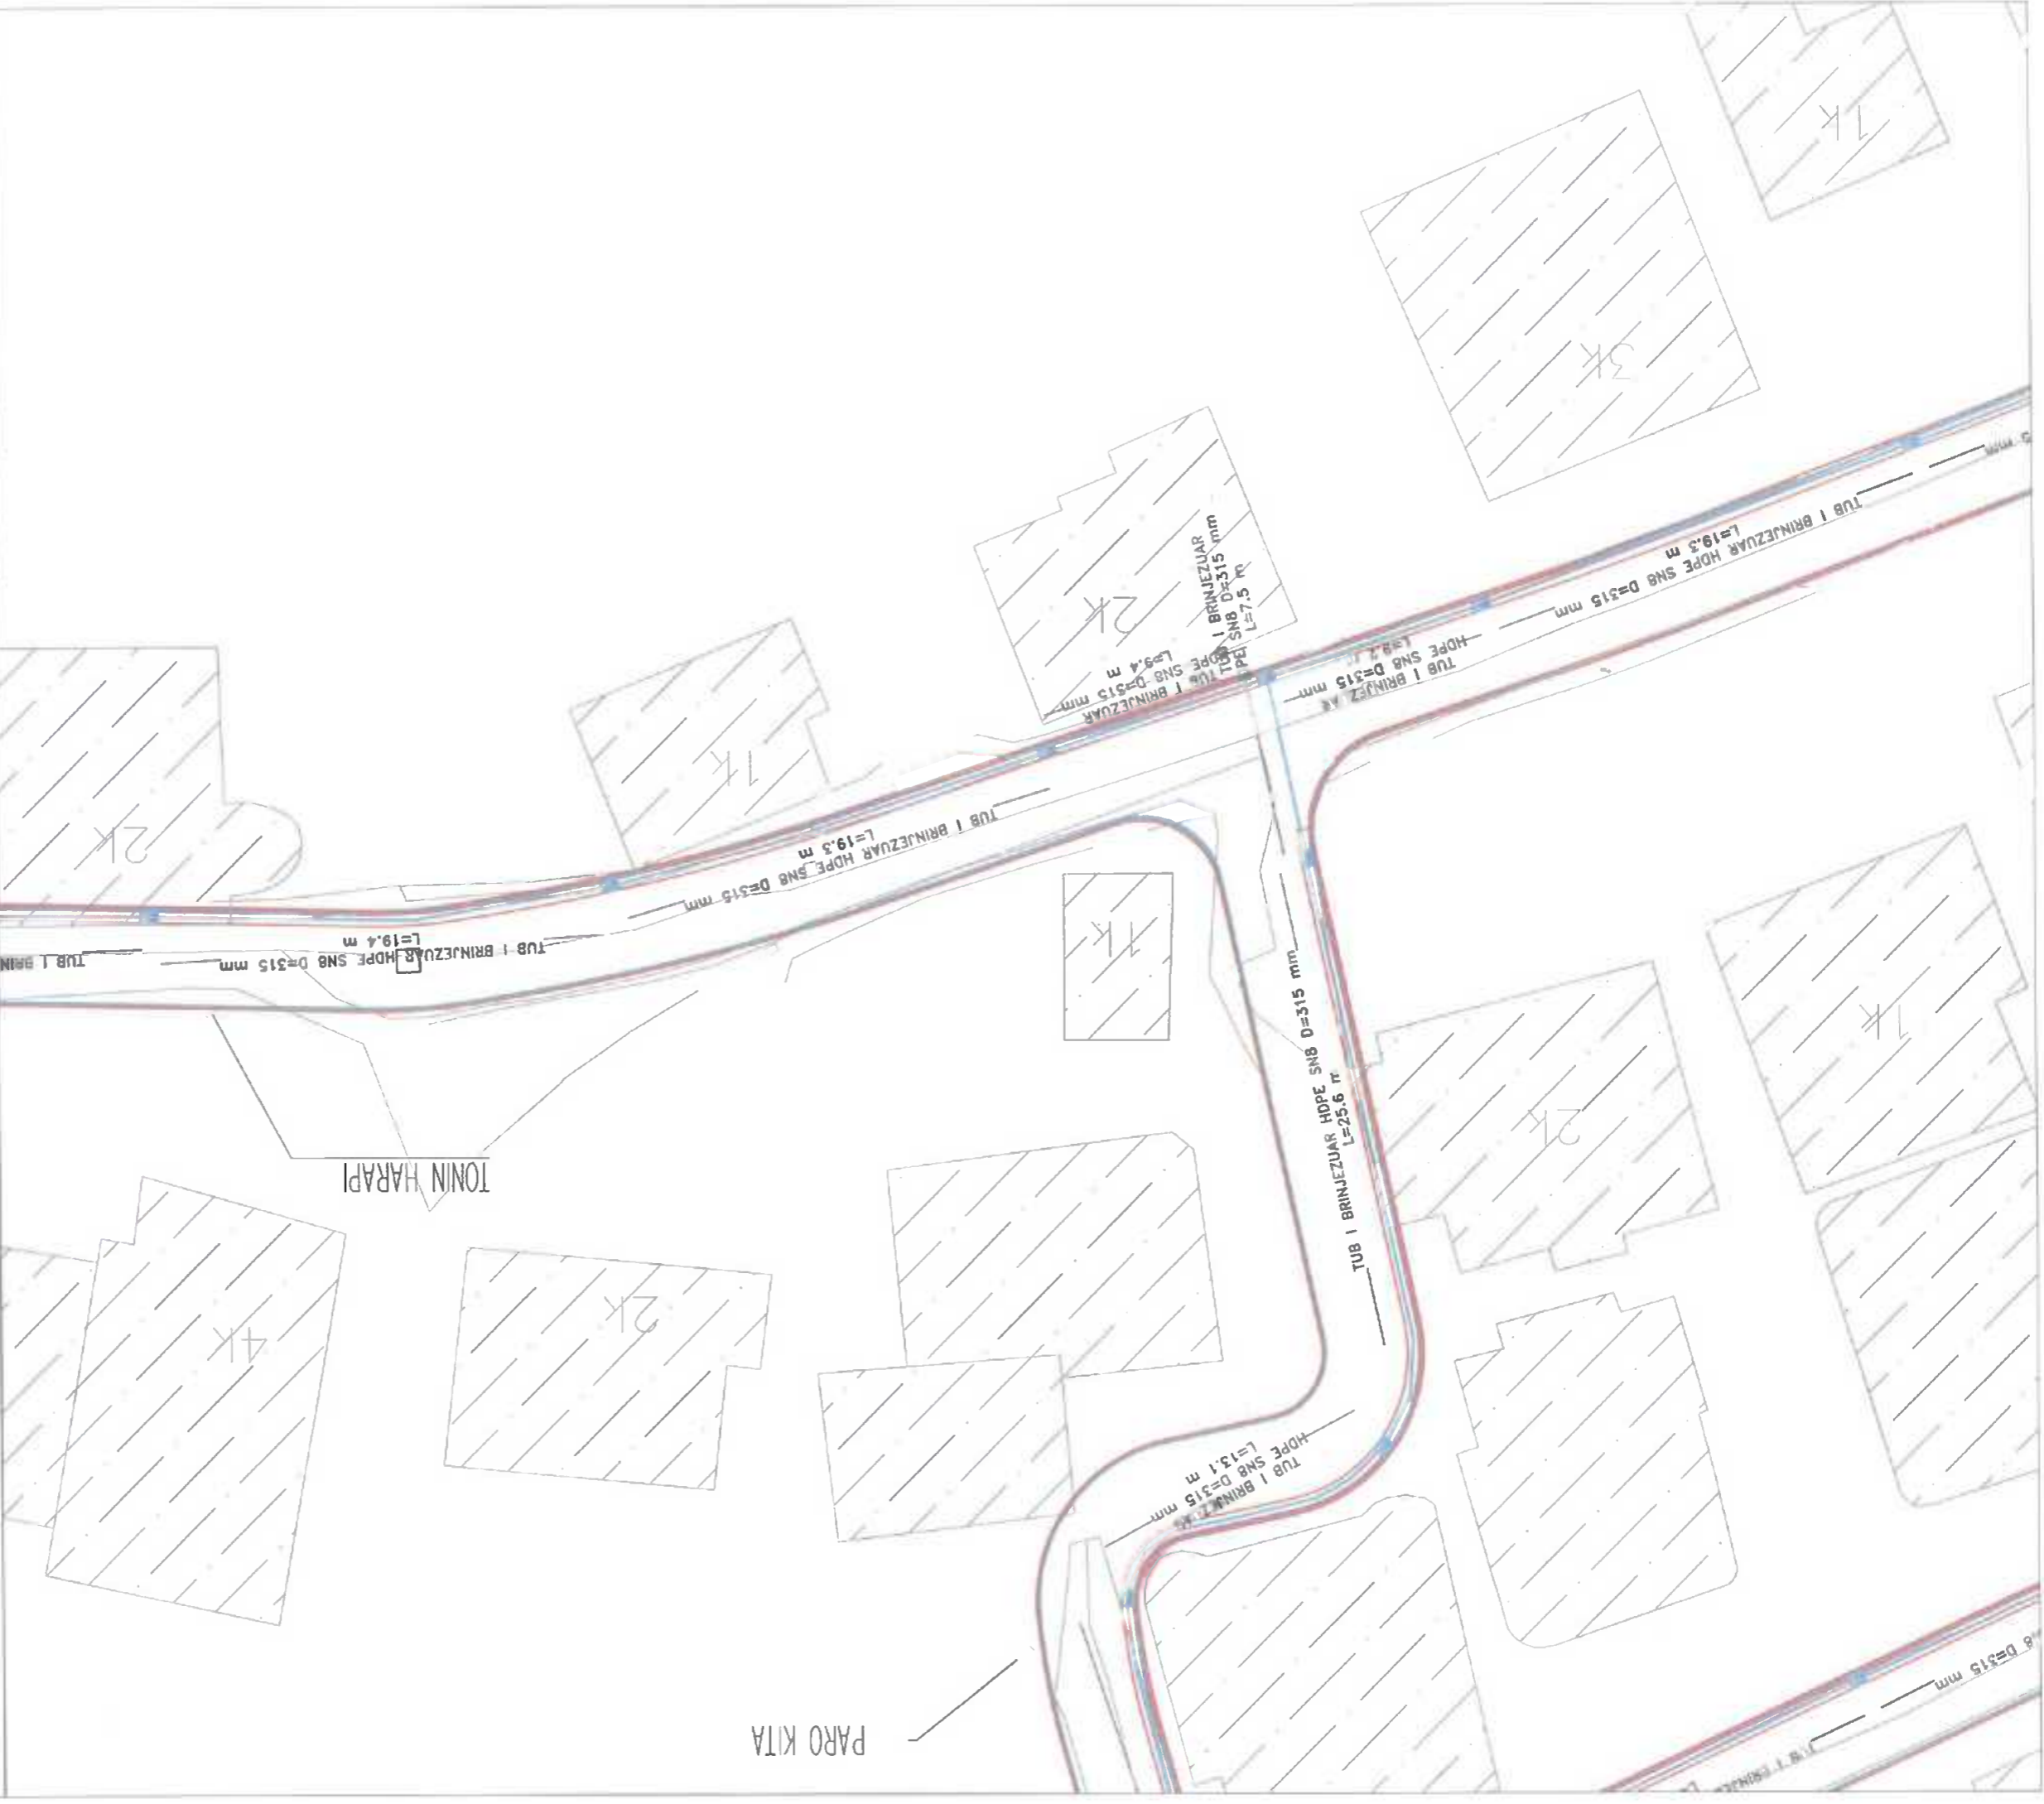 1k
3k
2k
TUB I BRINJEZUAR
HDPE SN8 D=315 mm
L=9.4 m
TUB I BRINJEZUAR
SN8 D=315 mm
L=7.5 m
HDPE SN8 D=315 mm
TUB I BRINJEZUAR HDPE SN8 D=315 mm
L=19.3 m
mm
1k
2k
TUB I BRINJEZUAR HDPE SN8 D=315 mm
L=19.3 m
TUB I BRINJEZUAR HDPE SN8 D=315 mm
L=19.4 m
TUB I
1k
1k
2k
TUB I BRINJEZUAR HDPE SN8 D=315 mm
L=25.6
TONIN HARAPI
4k
2k
TUB I
HDPE SN8 D=315 mm
L=13.1 m
PARO KITA
D=315 mm